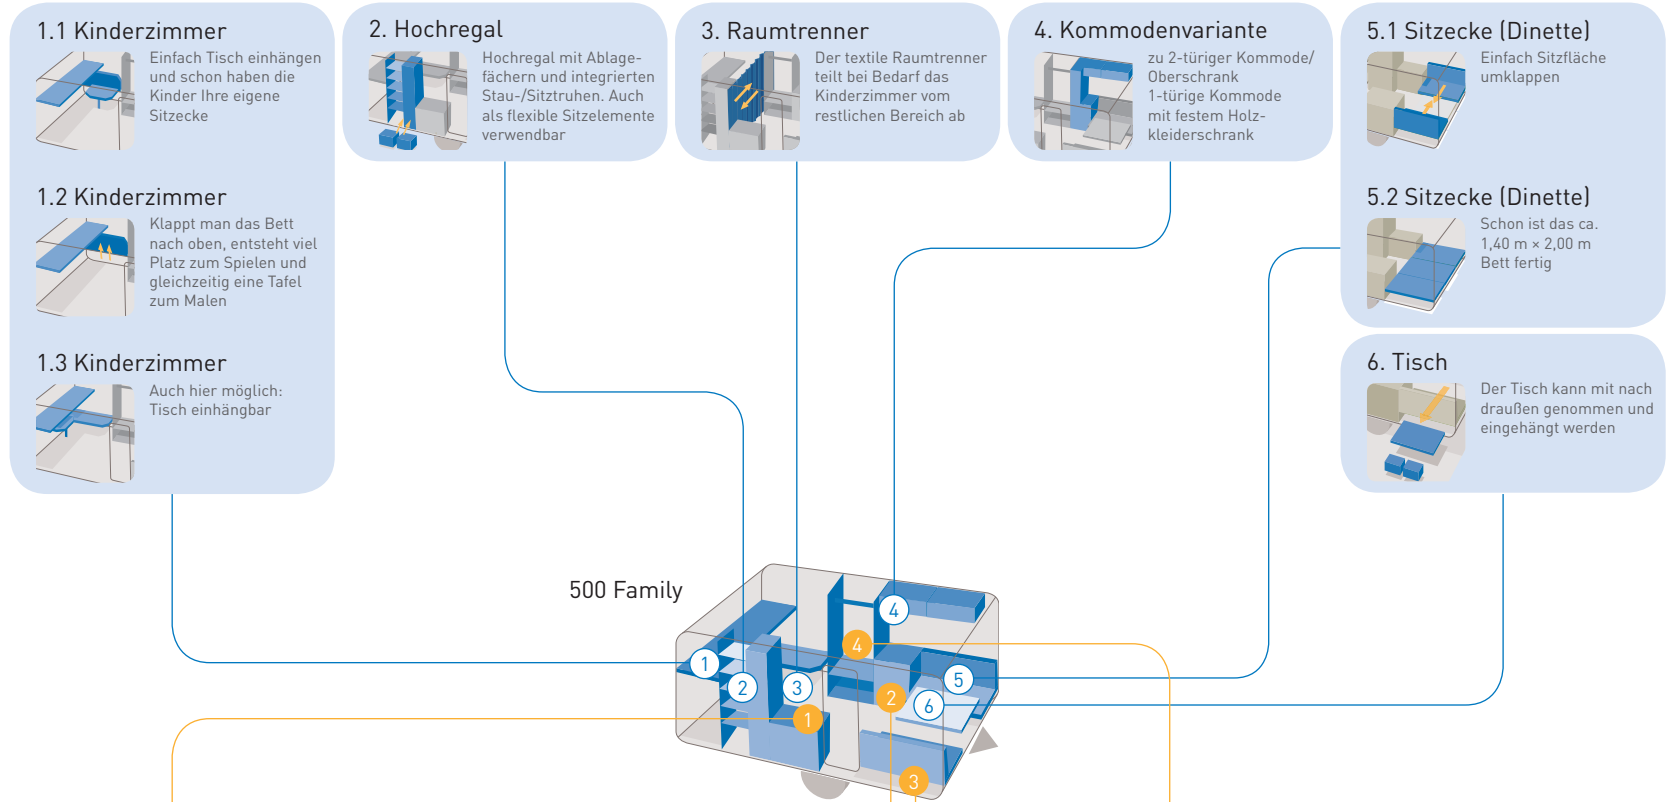 1.1 Kinderzimmer
Einfach Tisch einhängen
und schon haben die
Kinder Ihre eigene
Sitzecke
1.2 Kinderzimmer
Klappt man das Bett
nach oben, entsteht viel
Platz zum Spielen und
gleichzeitig eine Tafel
zum Malen
1.3 Kinderzimmer
Auch hier möglich:
Tisch einhängbar
2. Hochregal
Hochregal mit Ablage-
fächern und integrierten
Stau-/Sitztruhen. Auch
als flexible Sitzelemente
verwendbar
3. Raumtrenner
Der textile Raumtrenner
teilt bei Bedarf das
Kinderzimmer vom
restlichen Bereich ab
4. Kommodenvariante
zu 2-türiger Kommode/
Oberschrank
1-türige Kommode
mit festem Holz-
kleiderschrank
5.1 Sitzecke (Dinette)
Einfach Sitzfläche
umklappen
5.2 Sitzecke (Dinette)
Schon ist das ca.
1,40 m × 2,00 m
Bett fertig
6. Tisch
Der Tisch kann mit nach
draußen genommen und
eingehängt werden
500 Family
4
4
1
2
3
5
2
6
1
3